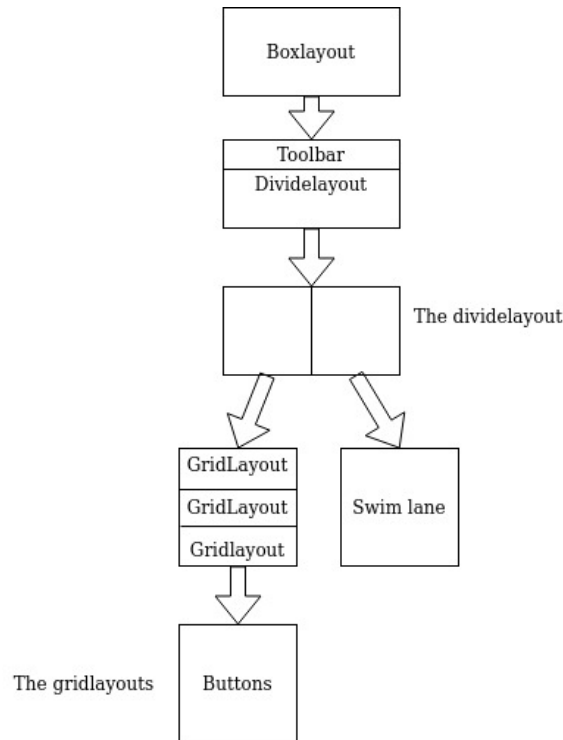 Boxlayout
Toolbar
Dividelayout
The dividelayout
GridLayout
GridLayout
Gridlayout
Swim lane
The gridlayouts
Buttons